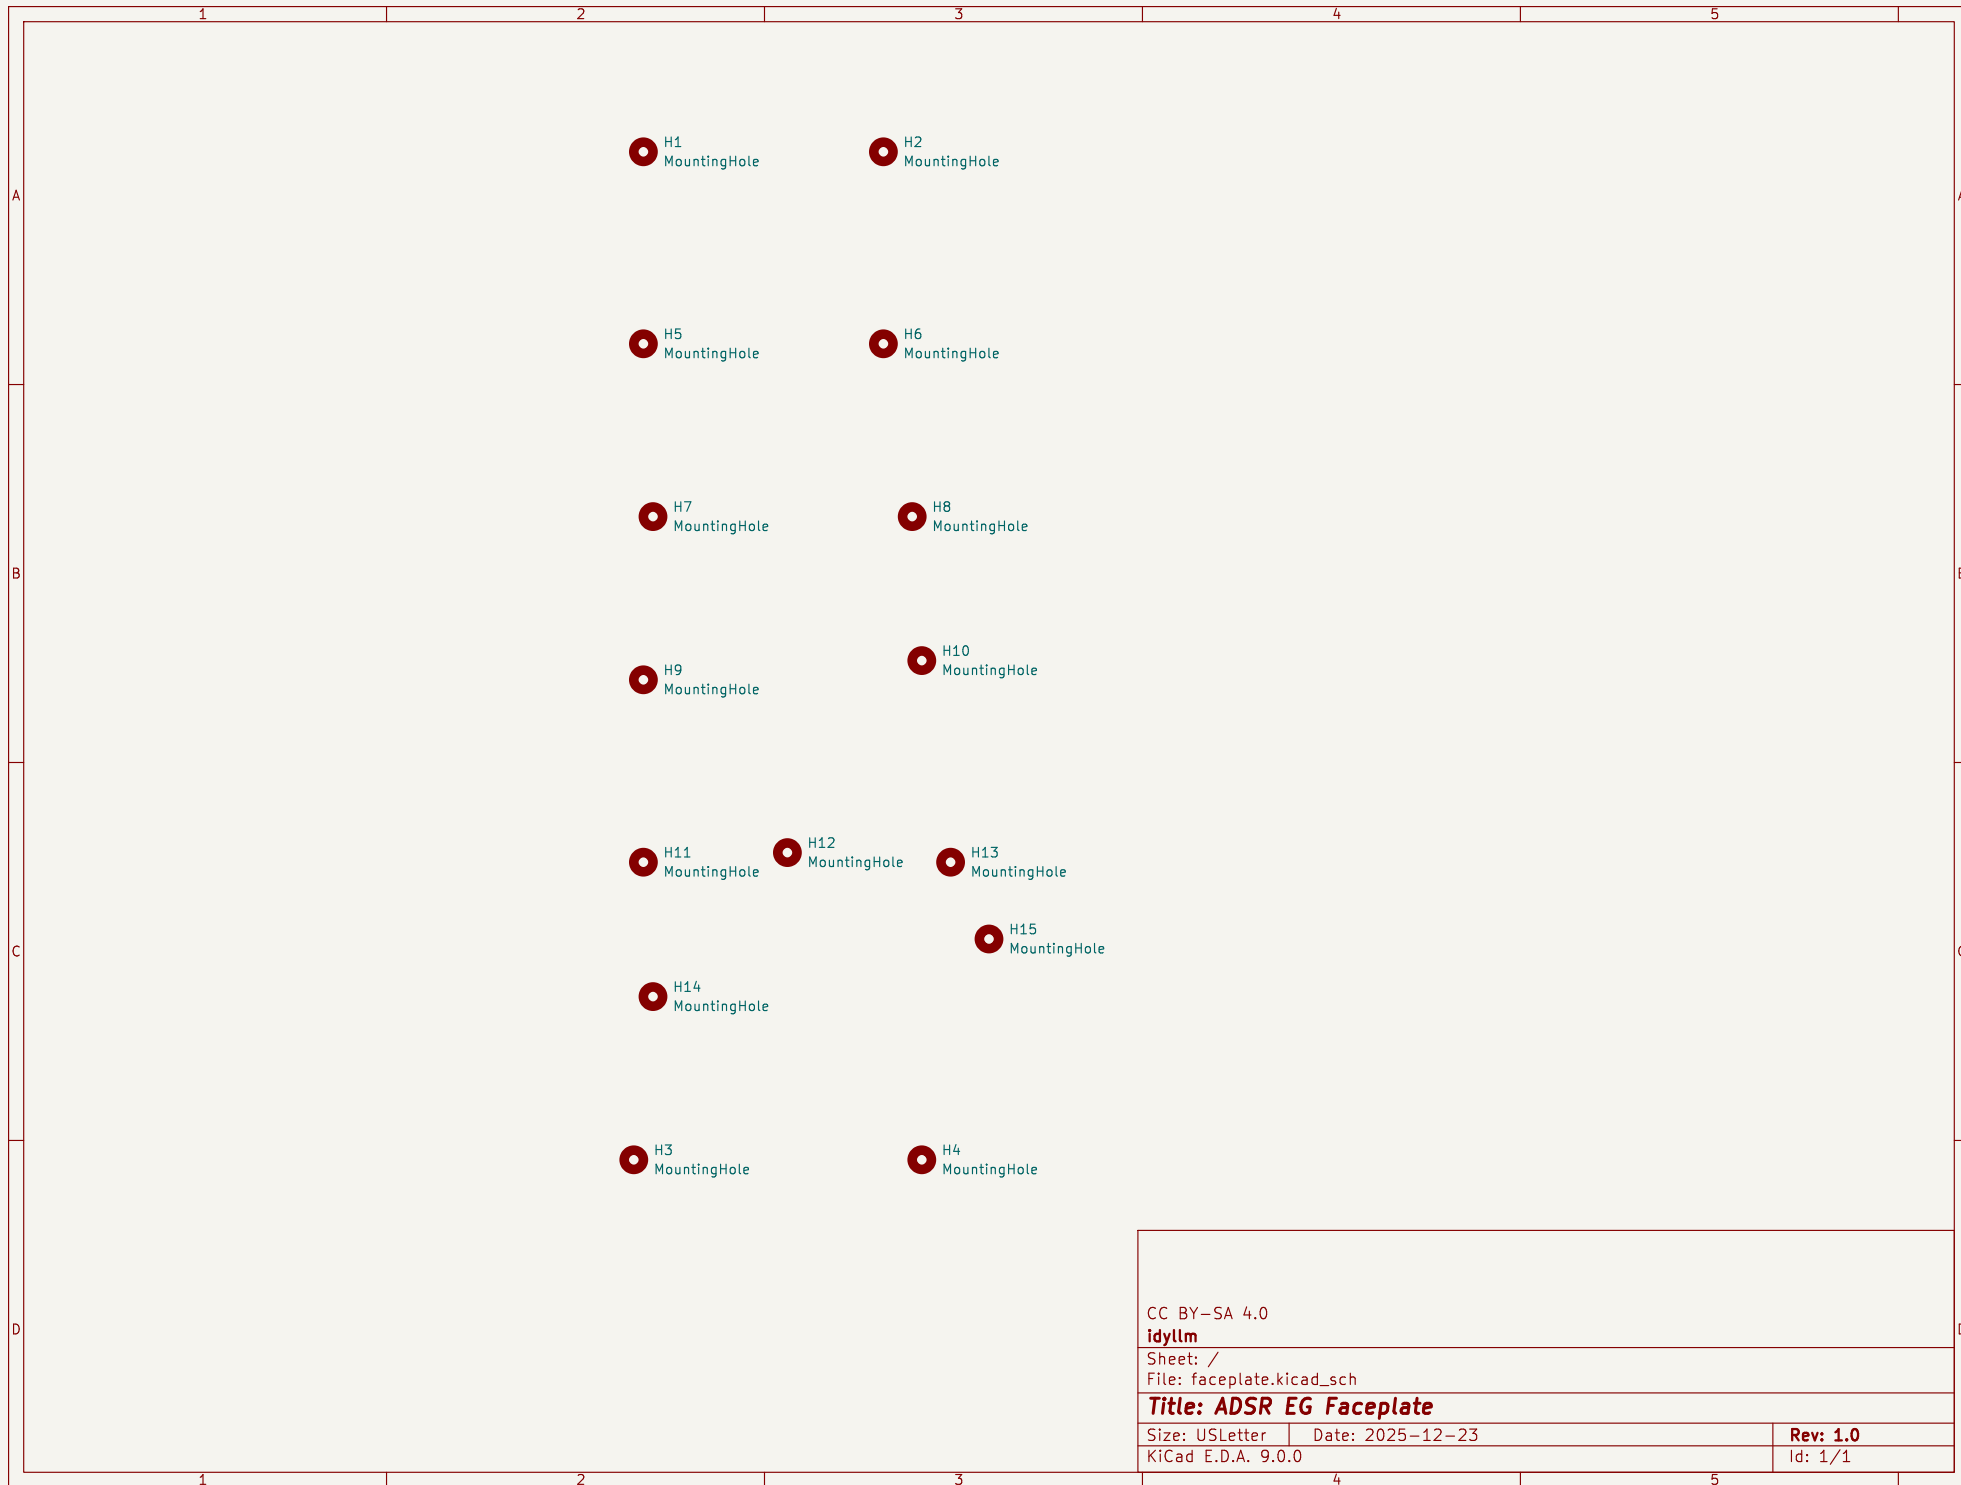 1 2 3 4 5
H1 H2
MountingHole MountingHole
A
H5 H6
MountingHole MountingHole
H7 H8
MountingHole MountingHole
B
H10
H9 MountingHole
MountingHole
H12
H11 MountingHole H13
MountingHole MountingHole
H15
C MountingHole
H14
MountingHole
H3 H4
MountingHole MountingHole
CC BY-SA 4.0
D
idyllm
Sheet: /
File: faceplate.kicad_sch
Title: ADSR EG Faceplate
Size: USLetter Date: 2025-12-23 Rev: 1.0
KiCad E.D.A. 9.0.0 Id: 1/1
1 2 3 4 5